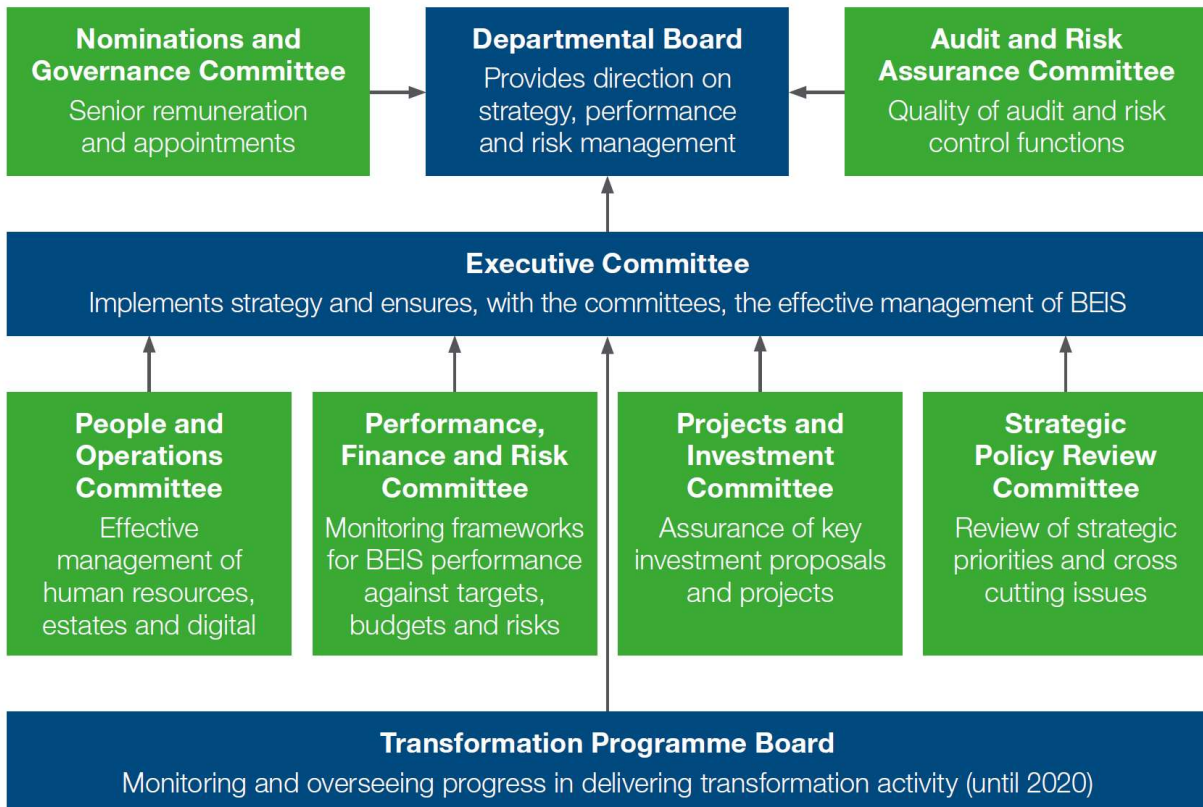 Nominations and
Governance Committee
Senior remuneration
and appointments
Departmental Board
Provides direction on
strategy, performance
and risk management
Audit and Risk
Assurance Committee
Quality of audit and risk
control functions
Executive Committee
Implements strategy and ensures, with the committees, the effective management of BEIS
People and
Operations
Committee
Effective
management of
human resources,
estates and digital
Performance,
Finance and Risk
Committee
Monitoring frameworks
for BEIS performance
against targets,
budgets and risks
Projects and
Investment
Committee
Assurance of key
investment proposals
and projects
Strategic
Policy Review
Committee
Review of strategic
priorities and cross
cutting issues
Transformation Programme Board
Monitoring and overseeing progress in delivering transformation activity (until 2020)